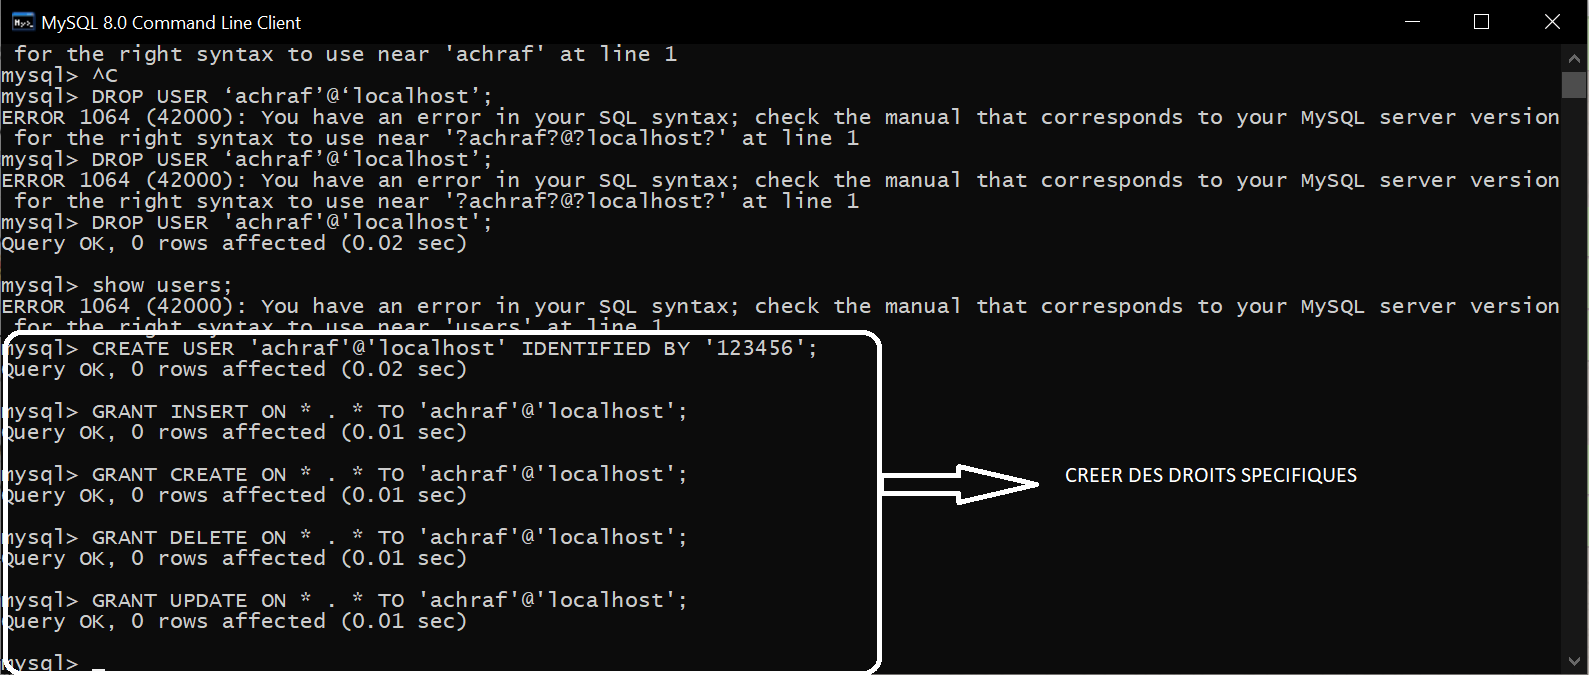 MySQL 8.0 Command Line Client
for the right syntax to use near 'achraf' at line 1
mysql> ^C
mysql> DROP USER ‘achraf’@‘localhost’;
ERROR 1064 (42000): You have an error in your SQL syntax; check the manual that corresponds to your MySQL server version
for the right syntax to use near '?achraf?@?localhost?' at line 1
mysql> DROP USER ‘achraf’@‘localhost’;
ERROR 1064 (42000): You have an error in your SQL syntax; check the manual that corresponds to your MySQL server version
for the right syntax to use near '?achraf?@?localhost?' at line 1
mysql> DROP USER 'achraf'@'localhost';
Query OK, 0 rows affected (0.02 sec)
mysql> show users;
ERROR 1064 (42000): You have an error in your SQL syntax; check the manual that corresponds to your MySQL server version
for the right syntax to use near 'users' at line 1
mysql> CREATE USER 'achraf'@'localhost' IDENTIFIED BY '123456';
Query OK, 0 rows affected (0.02 sec)
mysql> GRANT INSERT ON * . * TO 'achraf'@'localhost';
Query OK, 0 rows affected (0.01 sec)
mysql> GRANT CREATE ON * . * TO 'achraf'@'localhost';
Query OK, 0 rows affected (0.01 sec)
mysql> GRANT DELETE ON * . * TO 'achraf'@'localhost';
Query OK, 0 rows affected (0.01 sec)
mysql> GRANT UPDATE ON * . * TO 'achraf'@'localhost';
Query OK, 0 rows affected (0.01 sec)
mysql> _
CREER DES DROITS SPECIFIQUES